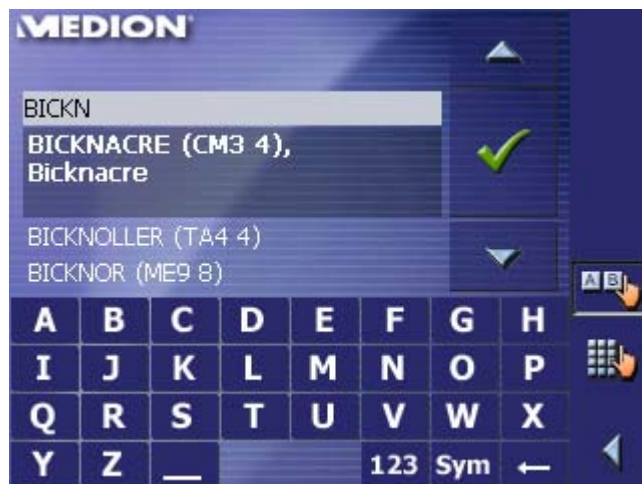 MEDION
BICKN
BICKNACRE (CM3 4),
Bicknacre
BICKNOLLER (TA4 4)
BICKNOR (ME9 8)
A B C D E F G H
I J K L M N O P
Q R S T U V W X
Y Z _ 123 Sym ←
A B